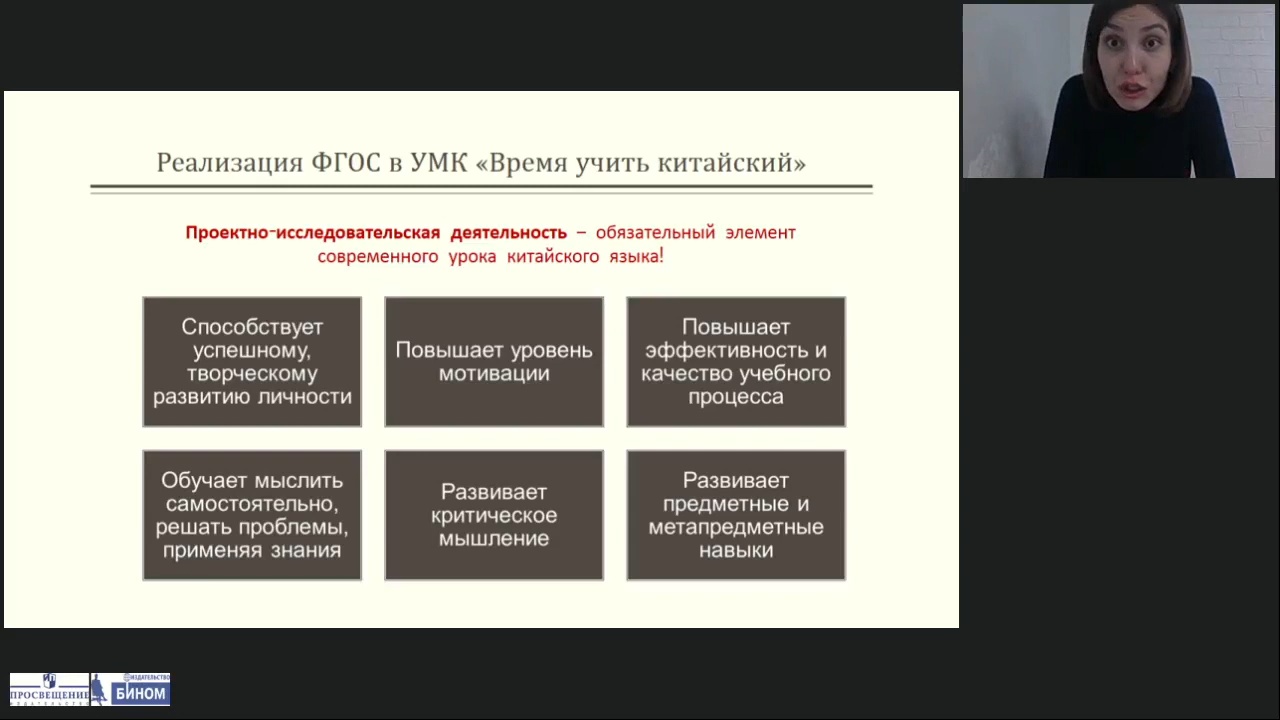 Реализация ФГОС в УМК «Время учить китайский»
Проектно-исследовательская деятельность – обязательный элемент
современного урока китайского языка!
Способствует
успешному,
творческому
развитию личности
Повышает уровень
мотивации
Повышает
эффективность и
качество учебного
процесса
Обучает мыслить
самостоятельно,
решать проблемы,
применяя знания
Развивает
критическое
мышление
Развивает
предметные и
метапредметные
навыки
ПРОСВЕЩЕНИЕ
ИЗДАТЕЛЬСТВО
ИЗДАТЕЛЬСТВО
БИНОМ